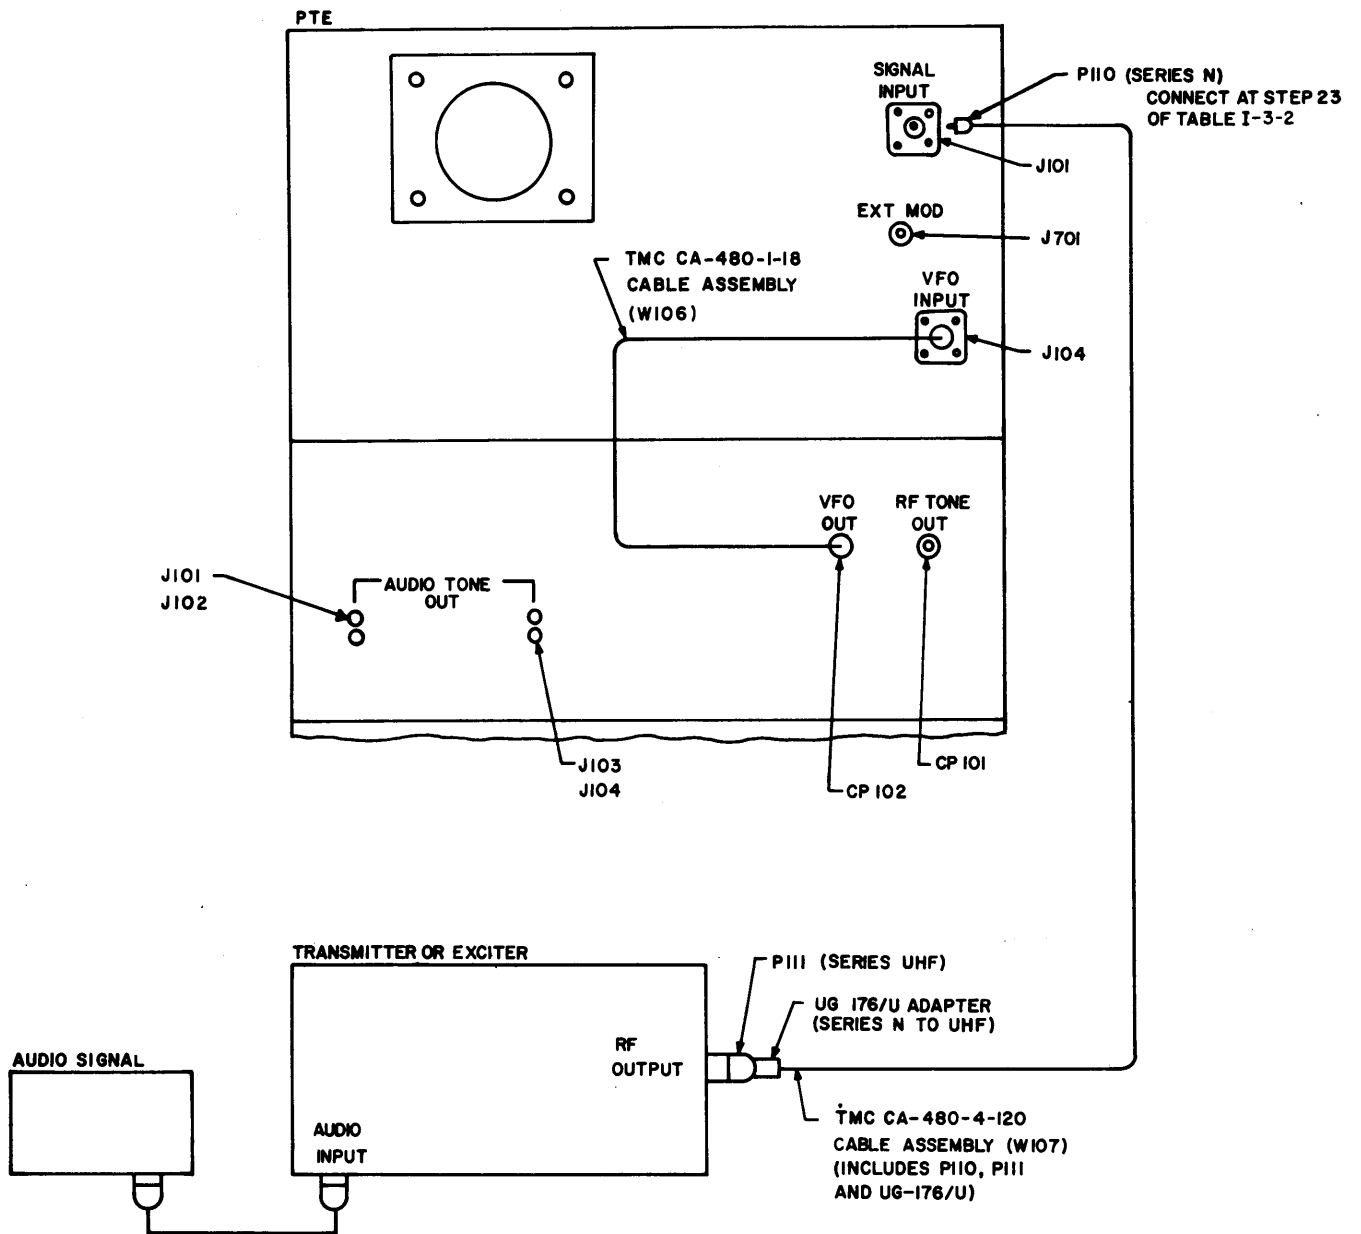 PTE
SIGNAL
INPUT
P110 (SERIES N)
CONNECT AT STEP 23
OF TABLE I-3-2
J101
EXT MOD
J701
TMC CA-480-1-18
CABLE ASSEMBLY
(W106)
VFO
INPUT
J104
VFO
OUT
RF TONE
OUT
J101
J102
AUDIO TONE
OUT
J103
J104
CP 102
CP 101
TRANSMITTER OR EXCITER
P111 (SERIES UHF)
UG 176/U ADAPTER
(SERIES N TO UHF)
RF
OUTPUT
AUDIO SIGNAL
AUDIO
INPUT
TMC CA-480-4-120
CABLE ASSEMBLY (W107)
(INCLUDES P110, P111
AND UG-176/U)